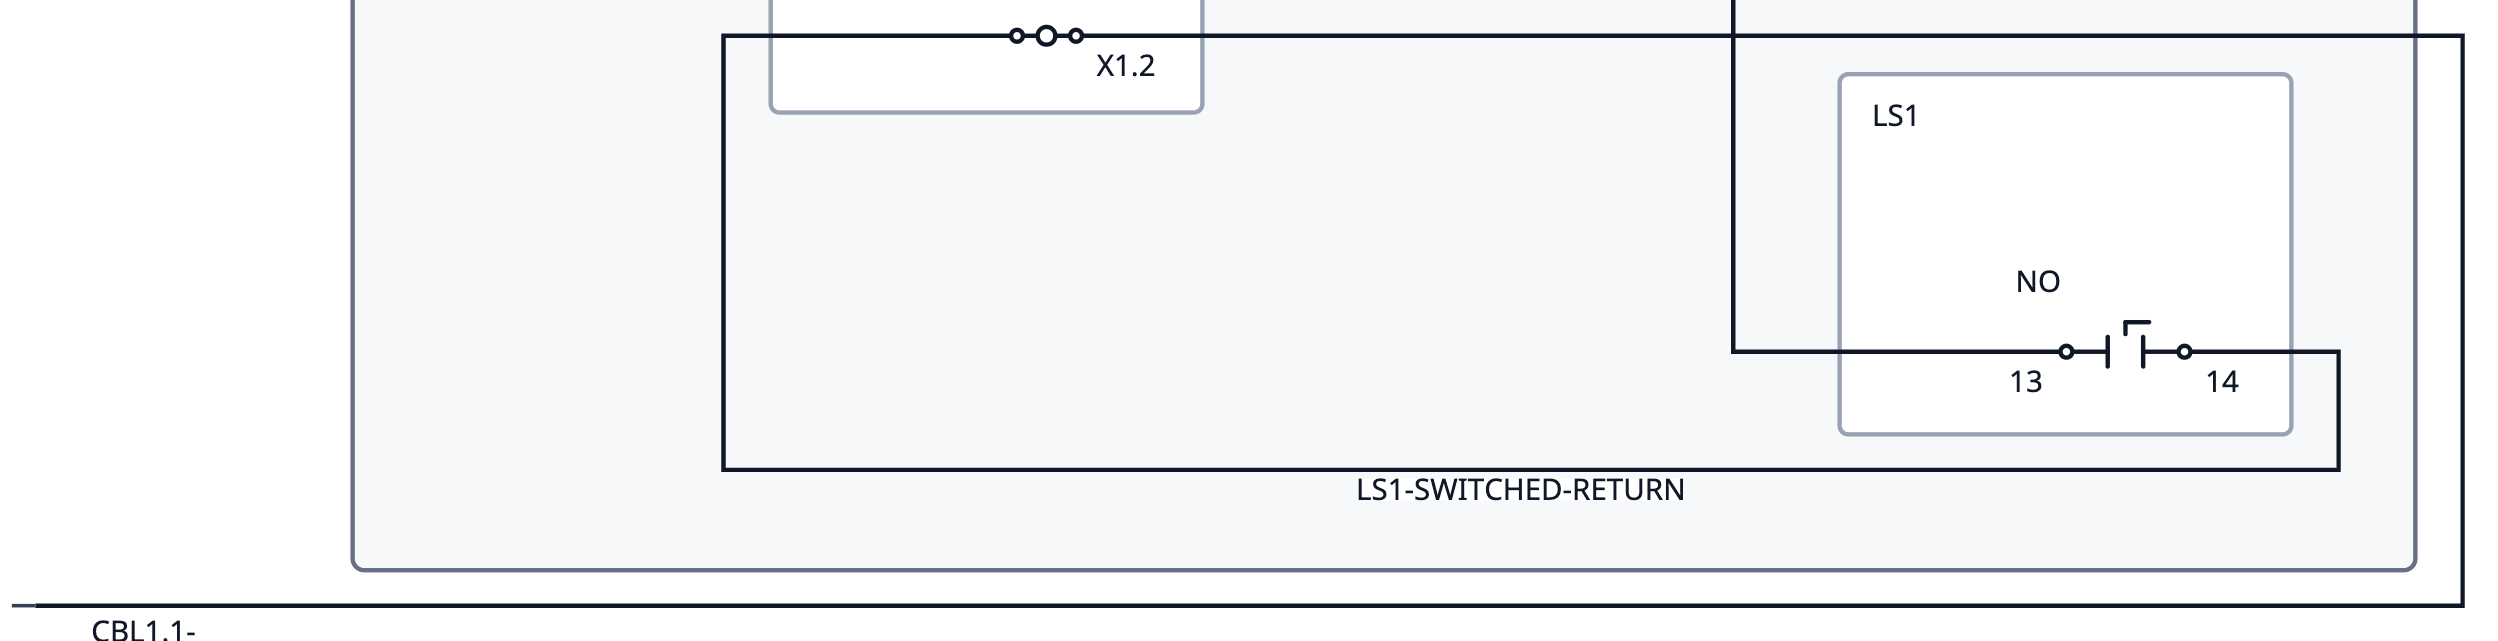 X1.2
LS1
NO
13
14
LS1-SWITCHED-RETURN
CBL1.1-